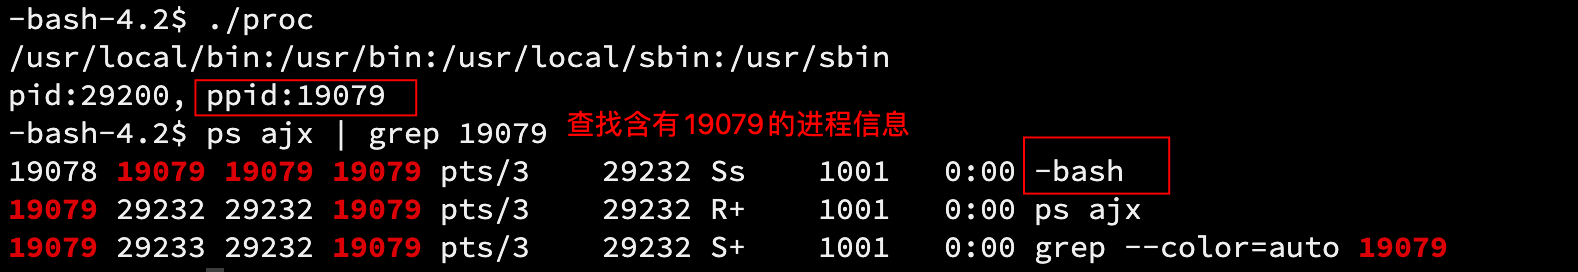 -bash-4.2$ ./proc
/usr/local/bin:/usr/bin:/usr/local/sbin:/usr/sbin
pid:29200, ppid:19079
-bash-4.2$ ps ajx | grep 19079 查找含有19079的进程信息
19078 19079 19079 19079 pts/3 29232 Ss 1001 0:00 -bash
19079 29232 29232 19079 pts/3 29232 R+ 1001 0:00 ps ajx
19079 29233 29232 19079 pts/3 29232 S+ 1001 0:00 grep --color=auto 19079